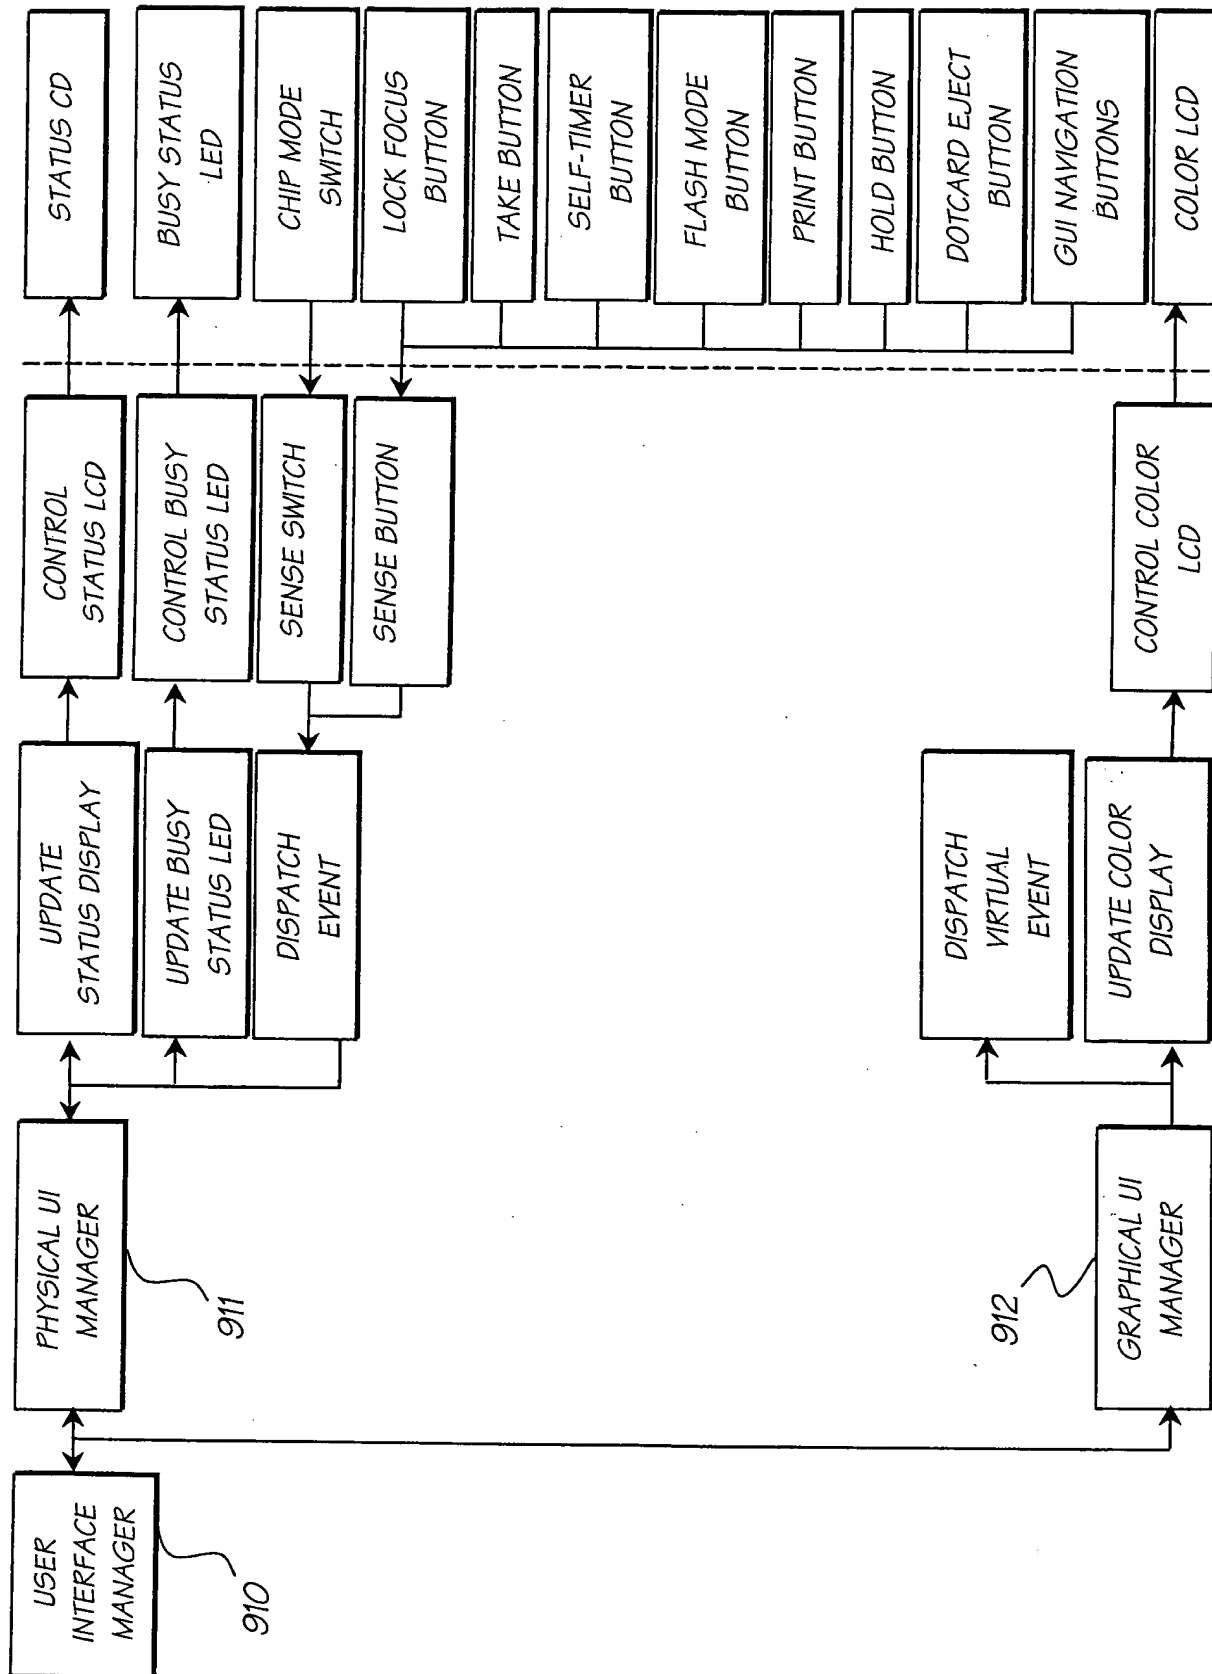 USER
INTERFACE
MANAGER
910
PHYSICAL UI
MANAGER
911
GRAPHICAL UI
MANAGER
912
UPDATE
STATUS DISPLAY
UPDATE BUSY
STATUS LED
DISPATCH
EVENT
DISPATCH
VIRTUAL
EVENT
UPDATE COLOR
DISPLAY
CONTROL
STATUS LCD
CONTROL BUSY
STATUS LED
SENSE SWITCH
SENSE BUTTON
CONTROL COLOR
LCD
STATUS CD
BUSY STATUS
LED
CHIP MODE
SWITCH
LOCK FOCUS
BUTTON
TAKE BUTTON
SELF-TIMER
BUTTON
FLASH MODE
BUTTON
PRINT BUTTON
HOLD BUTTON
DOTCARD EJECT
BUTTON
GUI NAVIGATION
BUTTONS
COLOR LCD